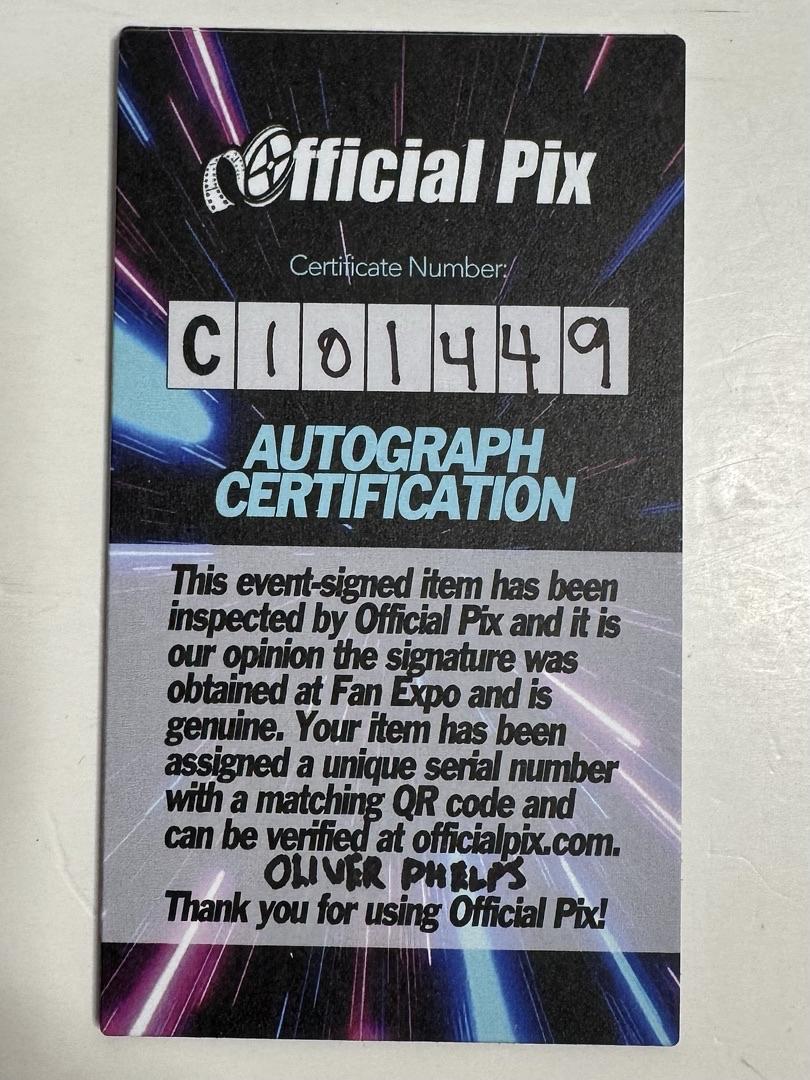 Official Pix
Certificate Number:
C101449
AUTOGRAPH
CERTIFICATION
This event-signed item has been
inspected by Official Pix and it is
our opinion the signature was
obtained at Fan Expo and is
genuine. Your item has been
assigned a unique serial number
with a matching QR code and
can be verified at officialpix.com.
OLIVER PHELPS
Thank you for using Official Pix!